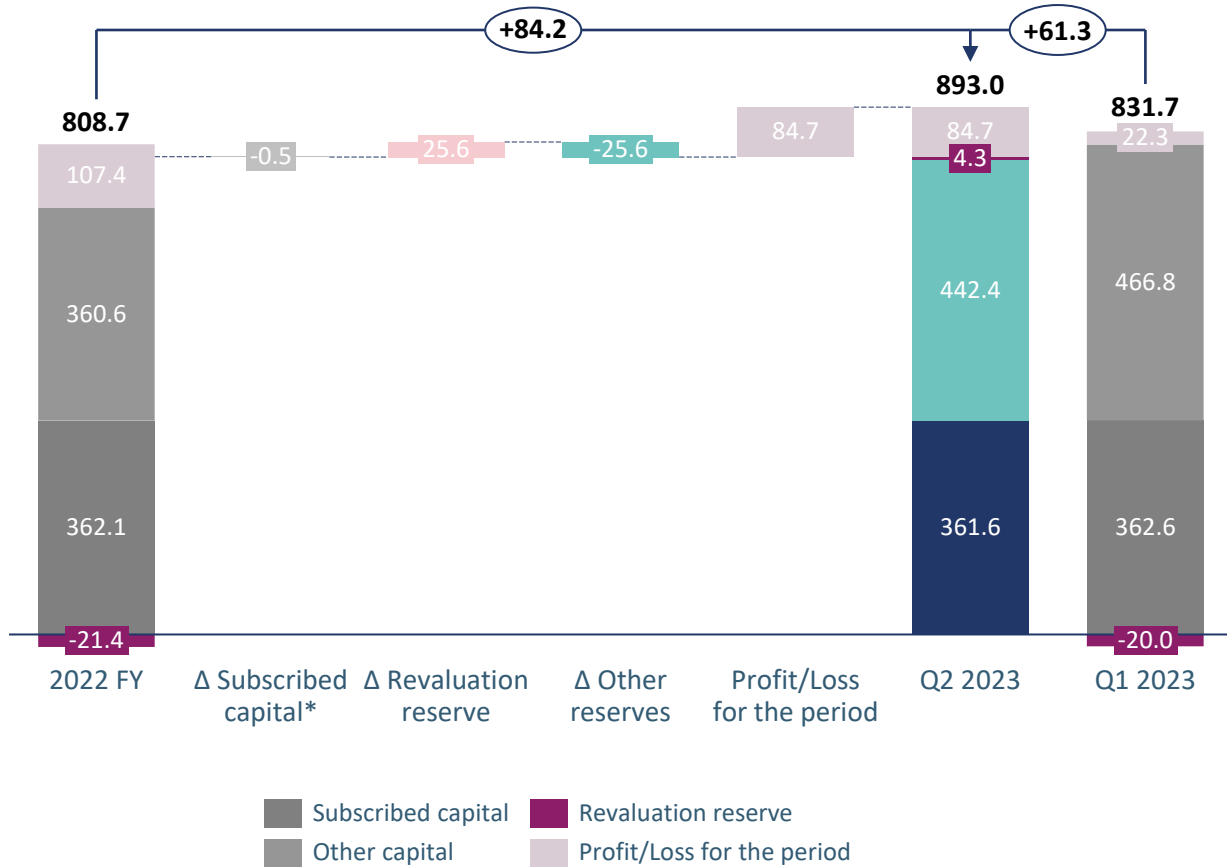 +84.2
+61.3
893.0
831.7
808.7
107.4
-0.5
25.6
-25.6
84.7
84.7
22.3
4.3
360.6
442.4
466.8
362.1
361.6
362.6
-21.4
-20.0
2022 FY
Δ Subscribed
capital*
Δ Revaluation
reserve
Δ Other
reserves
Profit/Loss
for the period
Q2 2023
Q1 2023
Subscribed capital
Revaluation reserve
Other capital
Profit/Loss for the period